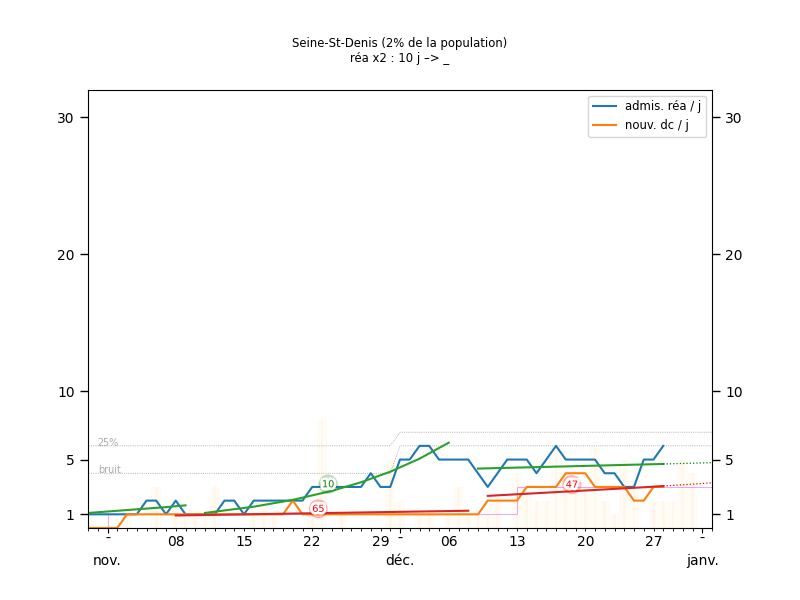 Seine-St-Denis (2% de la population)
réa x2 : 10 j –> _
admis. réa / j
nouv. dc / j
30 30
20 20
10 10
5 5
1 1
25%
bruit
10
65
47
- 08 15 22 29 - 06 13 20 27 -
nov. déc. janv.